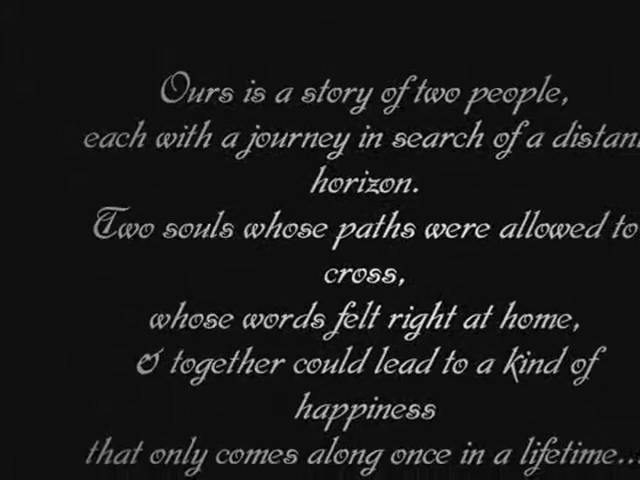 Ours is a story of two people,
each with a journey in search of a distan
horizon.
Two souls whose paths were allowed to
cross,
whose words felt right at home,
& together could lead to a kind of
happiness
that only comes along once in a lifetime...